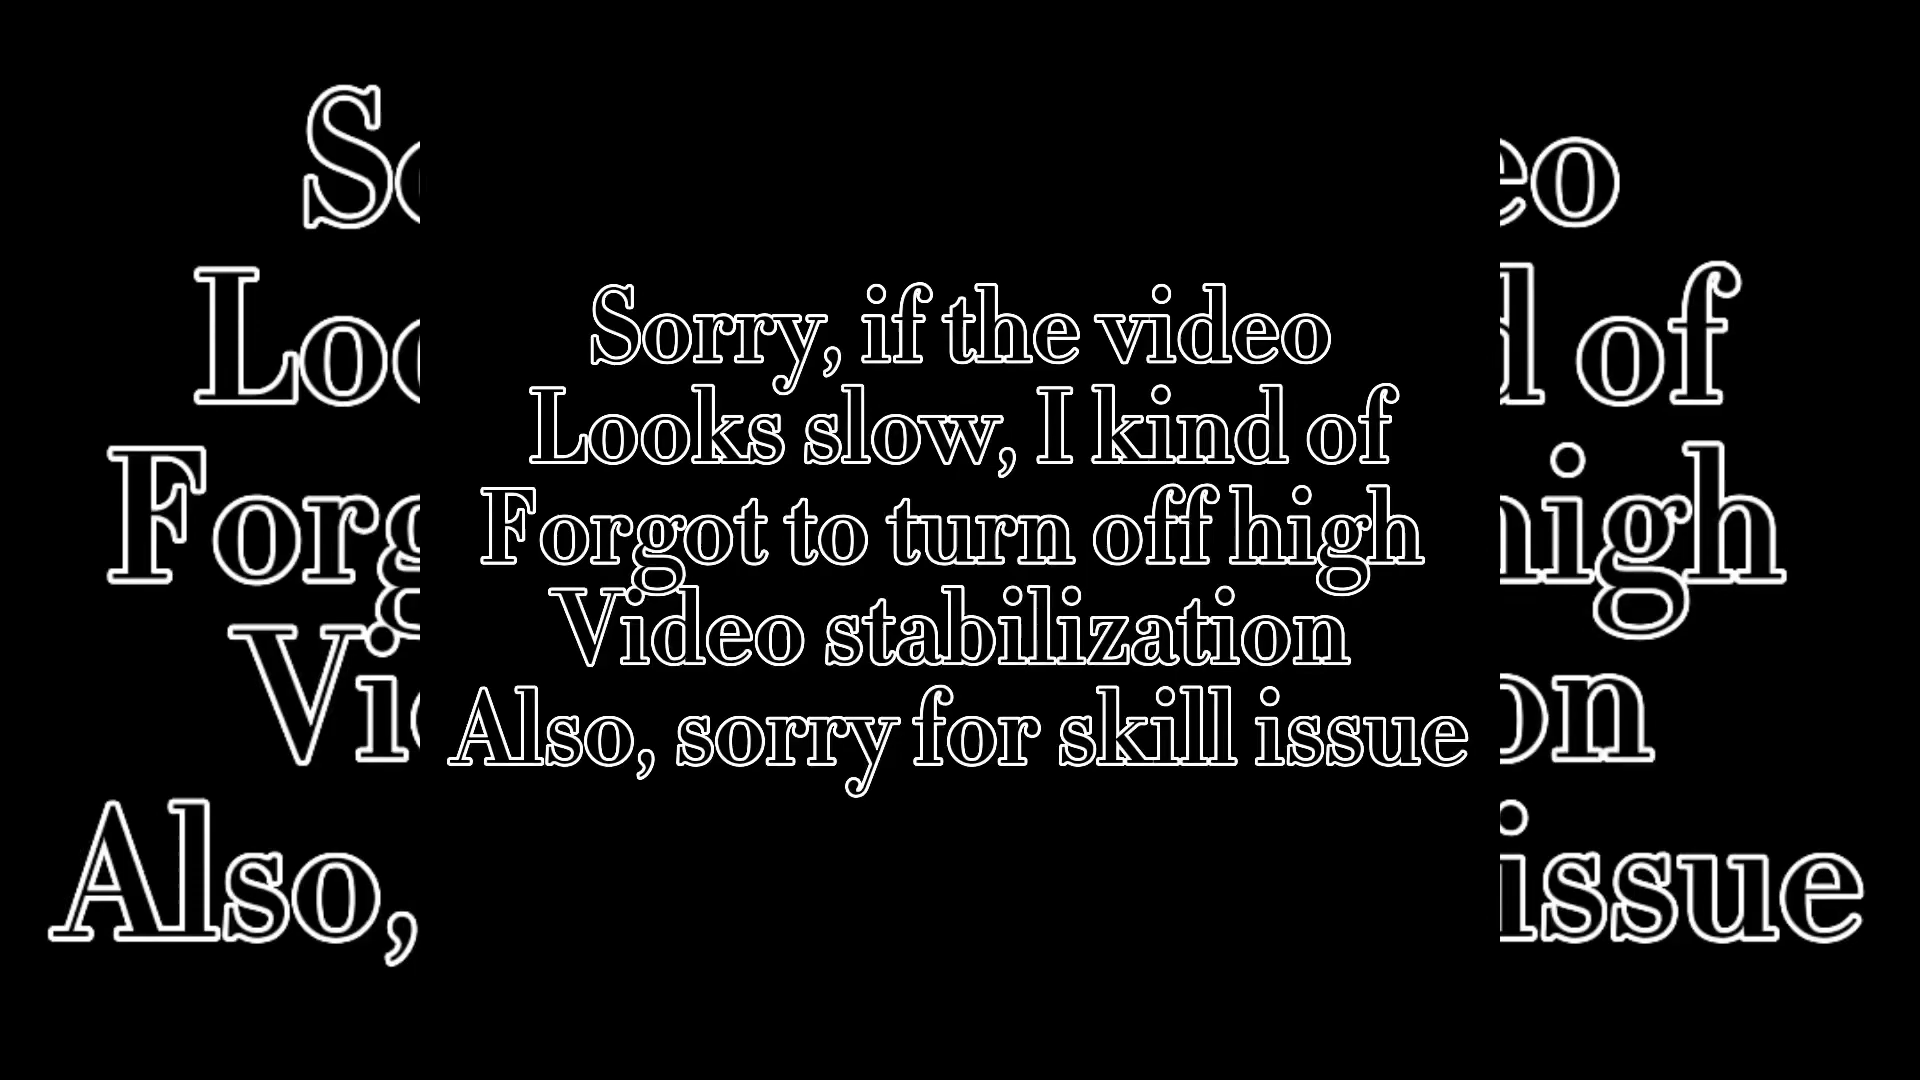 Sorry, if the video
Looks slow, I kind of
Forgot to turn off high
Video stabilization
Also, sorry for skill issue